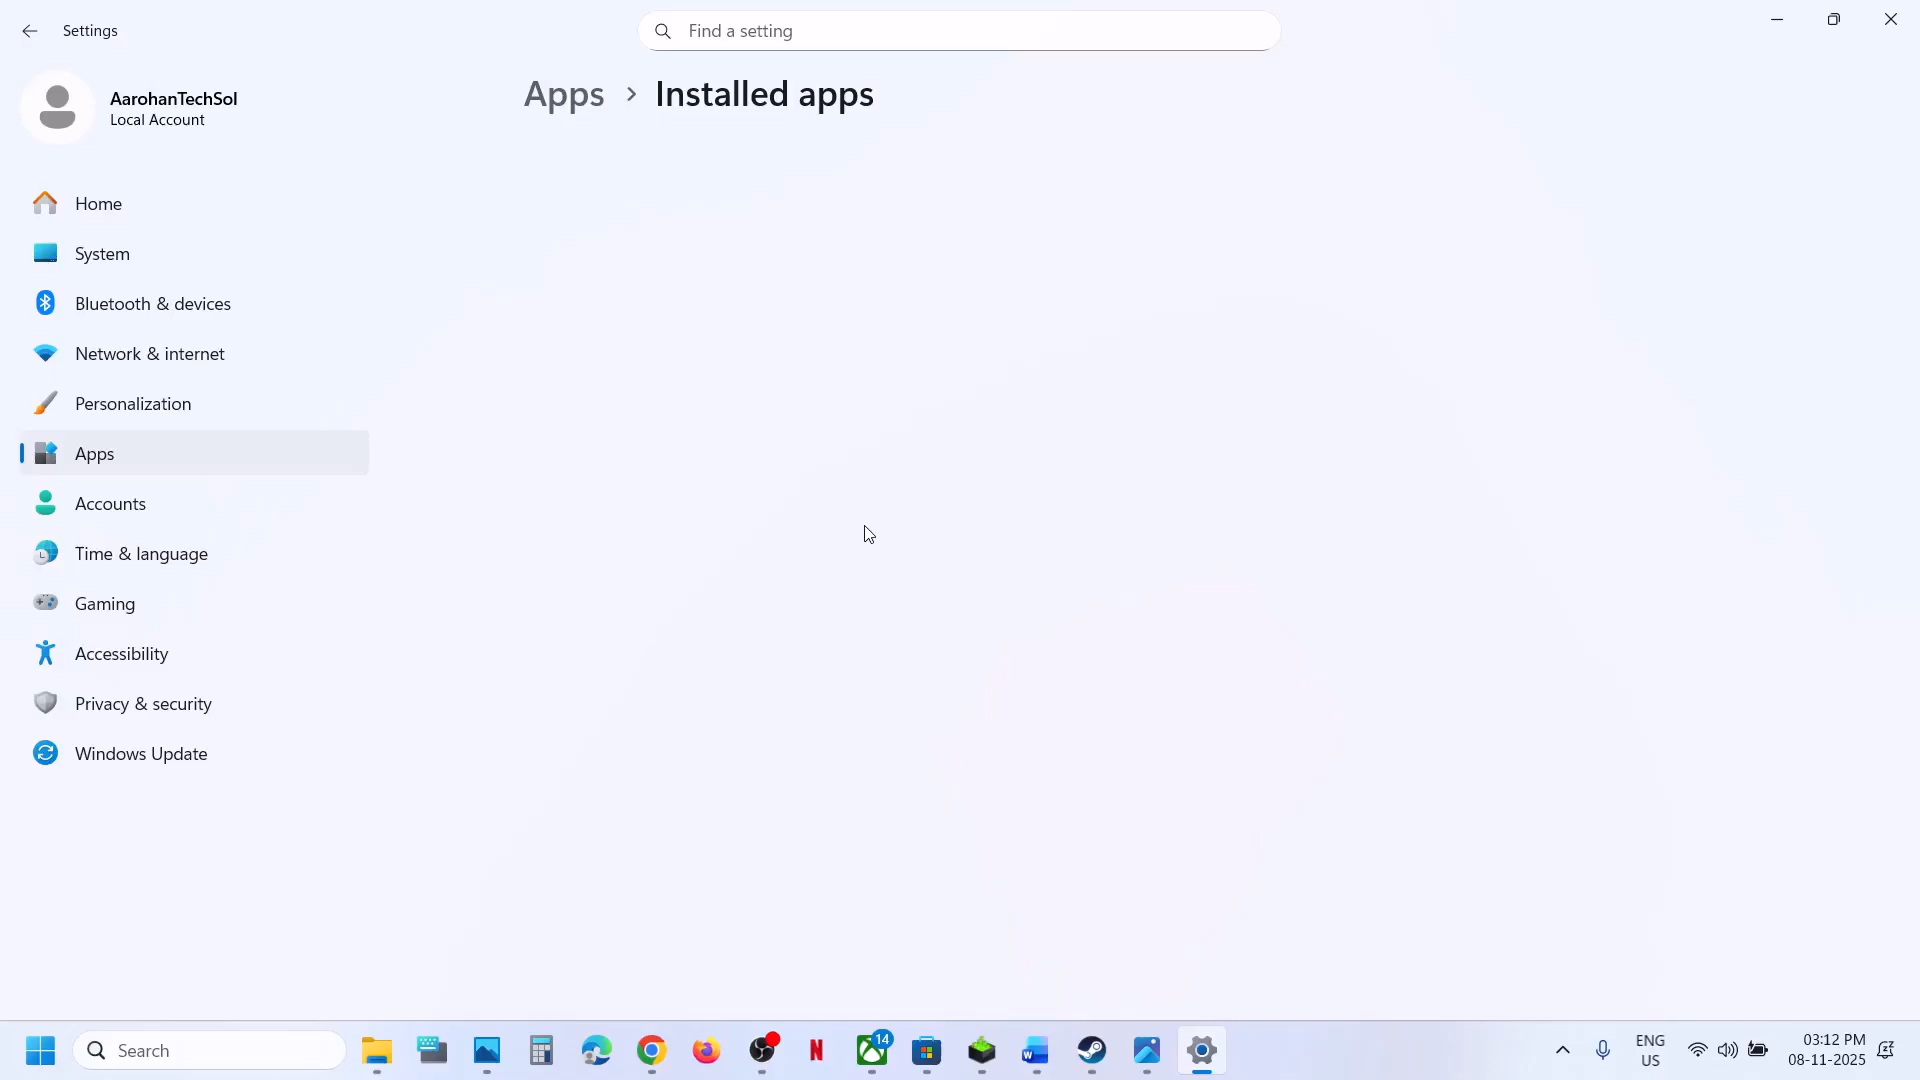 Settings
Find a setting
AarohanTechSol
Local Account
Apps > Installed apps
Home
System
Bluetooth & devices
Network & internet
Personalization
Apps
Accounts
Time & language
Gaming
Accessibility
Privacy & security
Windows Update
Search
N
14
W
ENG
US
03:12 PM
08-11-2025